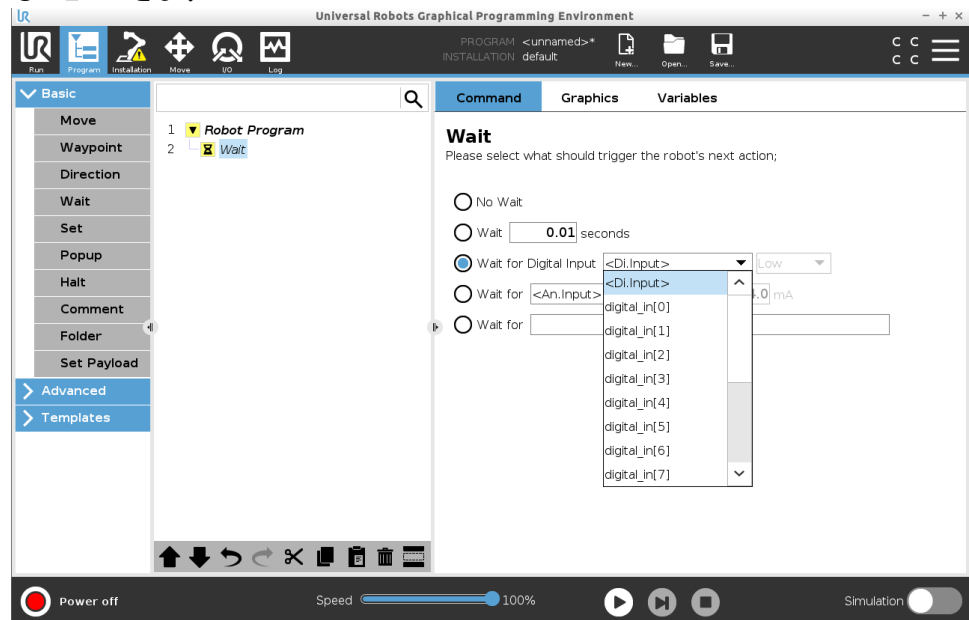 Universal Robots Graphical Programming Environment
PROGRAM <unnamed>*
INSTALLATION default
Run Program Installation Move I/O Log New... Open... Save...
C C
C C
Basic
Move
Waypoint
Direction
Wait
Set
Popup
Halt
Comment
Folder
Set Payload
Advanced
Templates
1 Robot Program
2 Wait
Command Graphics Variables
Wait
Please select what should trigger the robot's next action;
No Wait
Wait 0.01 seconds
Wait for Digital Input <Di.Input> Low
Wait for <An.Input> .0 mA
Wait for
<Di.Input>
digital_in[0]
digital_in[1]
digital_in[2]
digital_in[3]
digital_in[4]
digital_in[5]
digital_in[6]
digital_in[7]
Power off Speed 100% Simulation